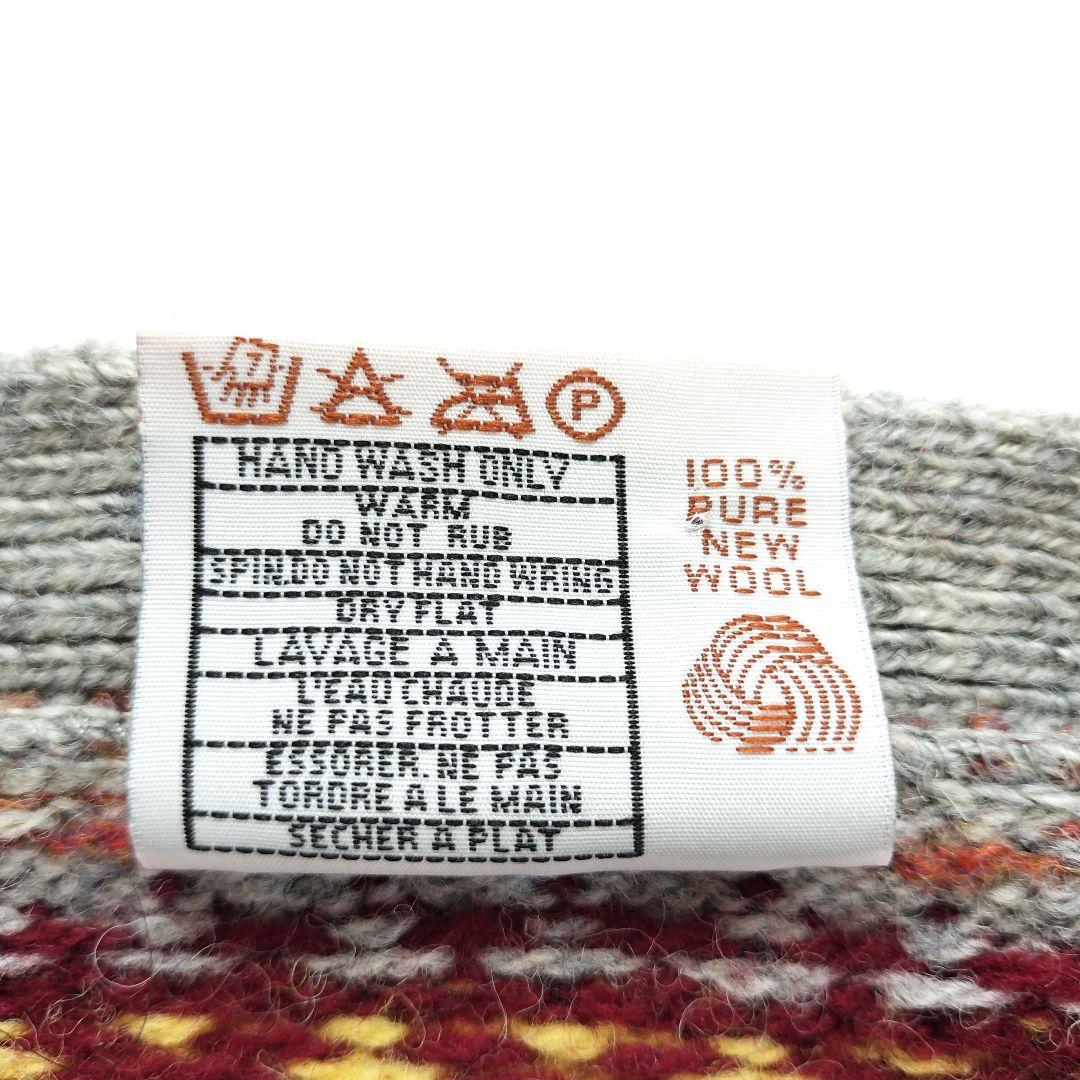 P
HAND WASH ONLY
WARM
DO NOT RUB
SPIN.DO NOT HAND WRING
DRY FLAT
LAVAGE A MAIN
L'EAU CHAUDE
NE PAS FROTTER
ESSORER. NE PAS
TORDRE A LE MAIN
SECHER A PLAT
100%
PURE
NEW
WOOL